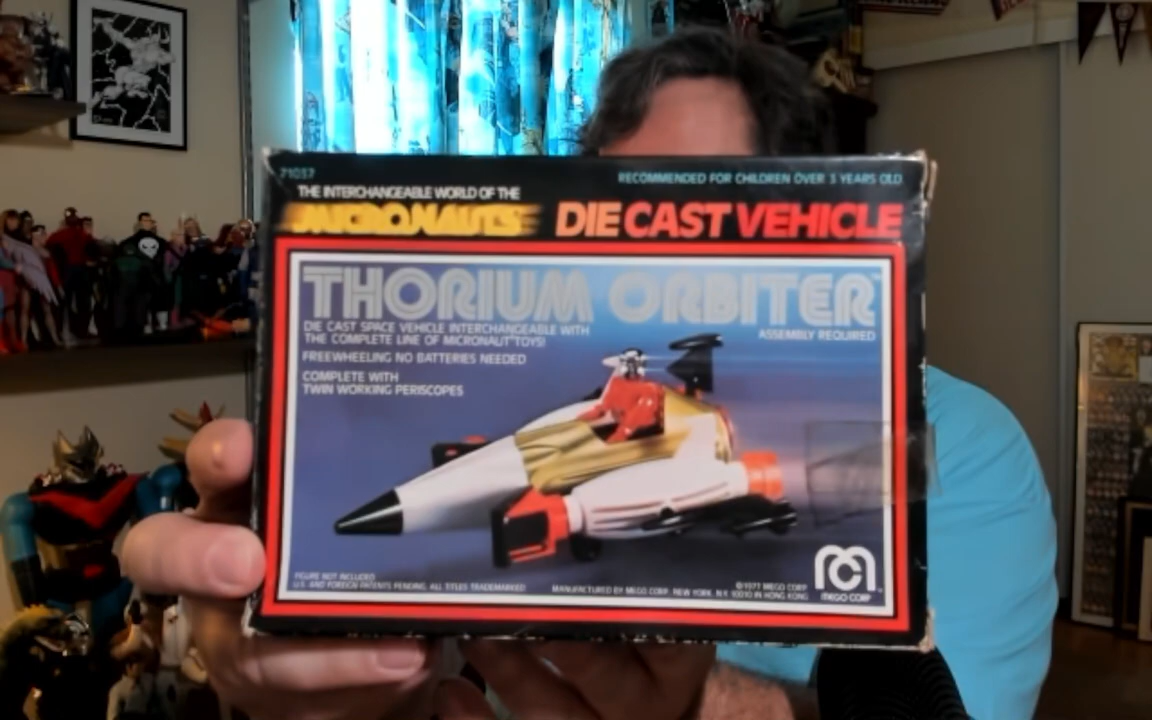 71037
RECOMMENDED FOR CHILDREN OVER 3 YEARS OLD
THE INTERCHANGEABLE WORLD OF THE
MICRONAUTS DIE CAST VEHICLE
THORIUM ORBITER™
DIE CAST SPACE VEHICLE INTERCHANGEABLE WITH
THE COMPLETE LINE OF MICRONAUT TOYS!
ASSEMBLY REQUIRED
FREEWHEELING NO BATTERIES NEEDED
COMPLETE WITH
TWIN WORKING PERISCOPES
FIGURE NOT INCLUDED
U.S. AND FOREIGN PATENTS PENDING. ALL TITLES TRADEMARKED
MANUFACTURED BY MEGO CORP. NEW YORK, N.Y. 10010 IN HONG KONG
©1977 MEGO CORP.
MEGO CORP